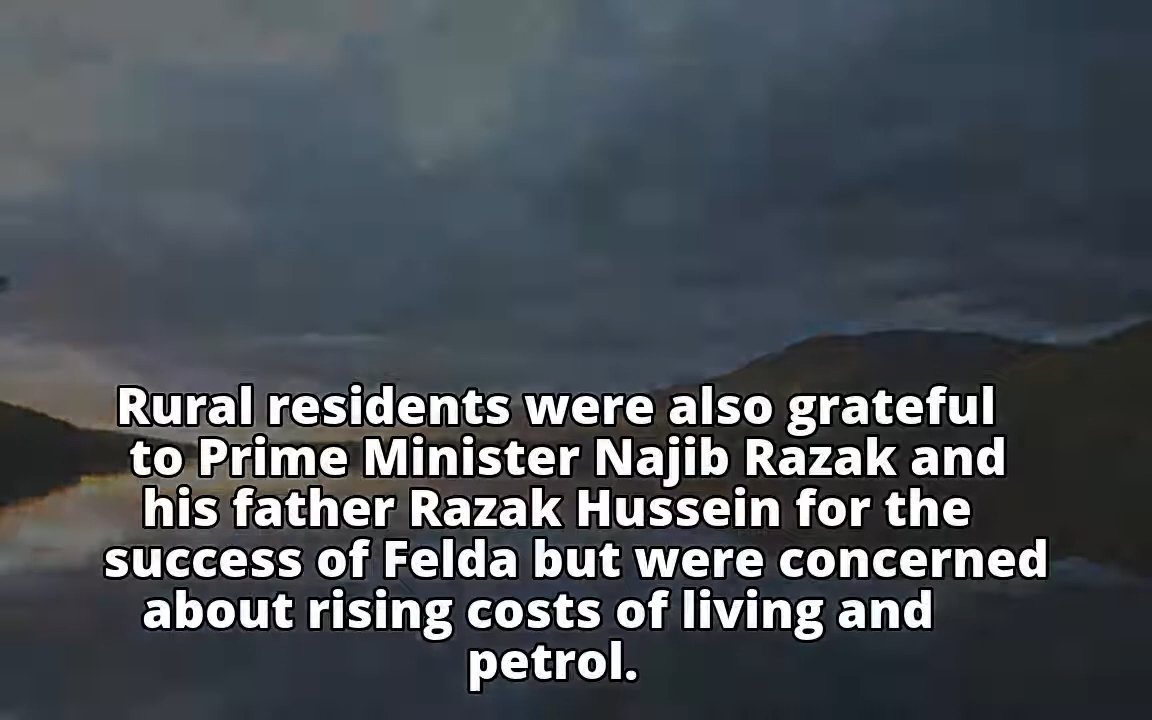 Rural residents were also grateful
to Prime Minister Najib Razak and
his father Razak Hussein for the
success of Felda but were concerned
about rising costs of living and
petrol.